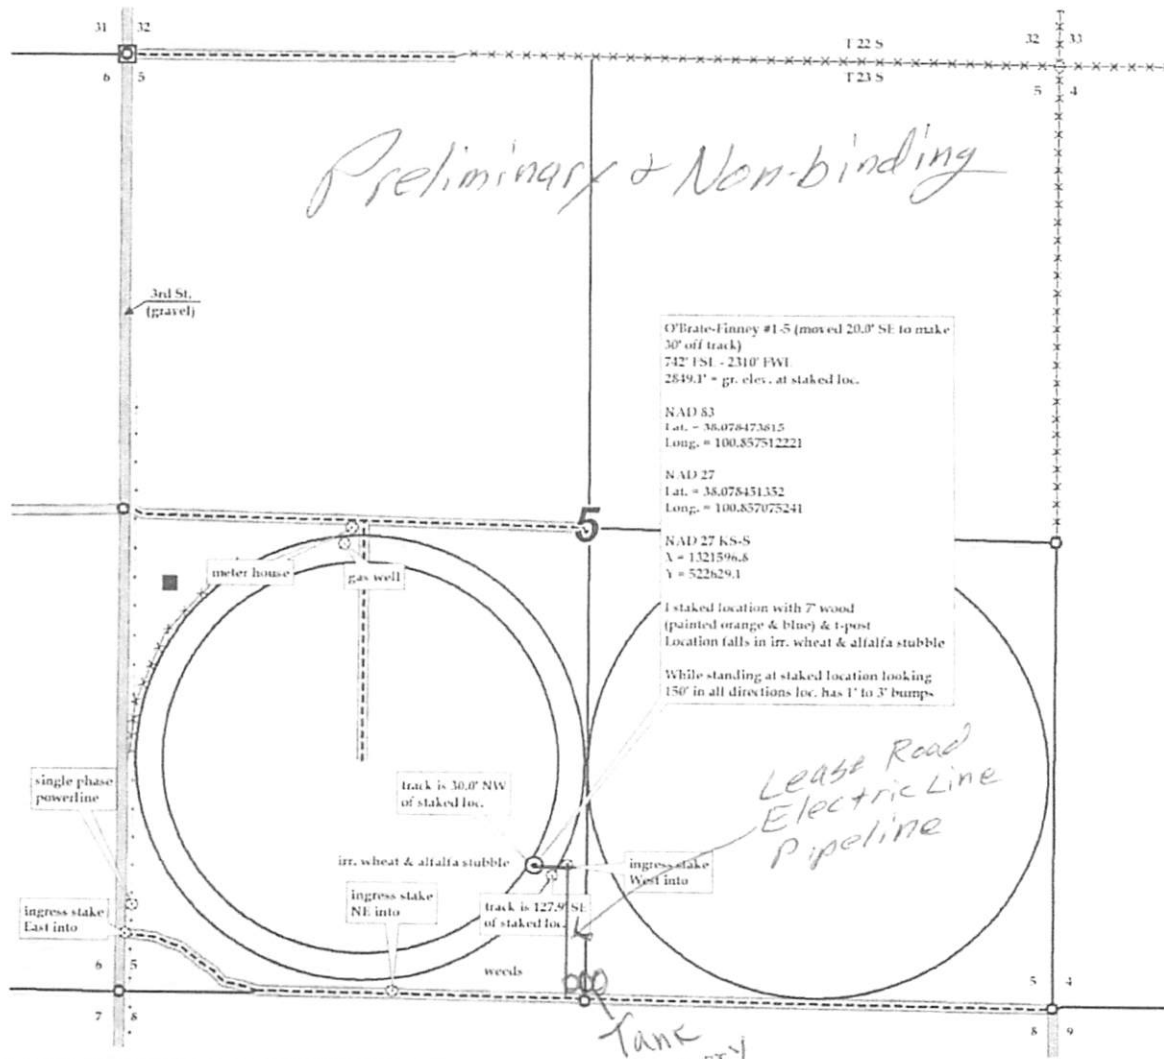 31 32
32 33
T 22 S
T 23 S
6 5
5 4
Preliminary & Non-binding
3rd St.
(gravel)
O'Brate-Finney #1-5 (moved 20.0' SE to make
30' off track)
742' FSL - 2310' FWL
2849.1' = gr. elev. at staked loc.
NAD 83
Lat. = 38.078473815
Long. = 100.857512221
NAD 27
Lat. = 38.078451352
Long. = 100.857075241
NAD 27 KS-S
X = 1321596.8
Y = 522629.1
I staked location with 7' wood
(painted orange & blue) & t-post
Location falls in irr. wheat & alfalfa stubble
While standing at staked location looking
150' in all directions loc. has 1' to 3' bumps
5
meter house
gas well
single phase
powerline
track is 30.0' NW
of staked loc.
Lease Road
Electric Line
Pipeline
irr. wheat & alfalfa stubble
ingress stake
West into
ingress stake
NE into
track is 127.9' SE
of staked loc.
ingress stake
East into
weeds
6 5
5 4
7 8
8 9
Tank